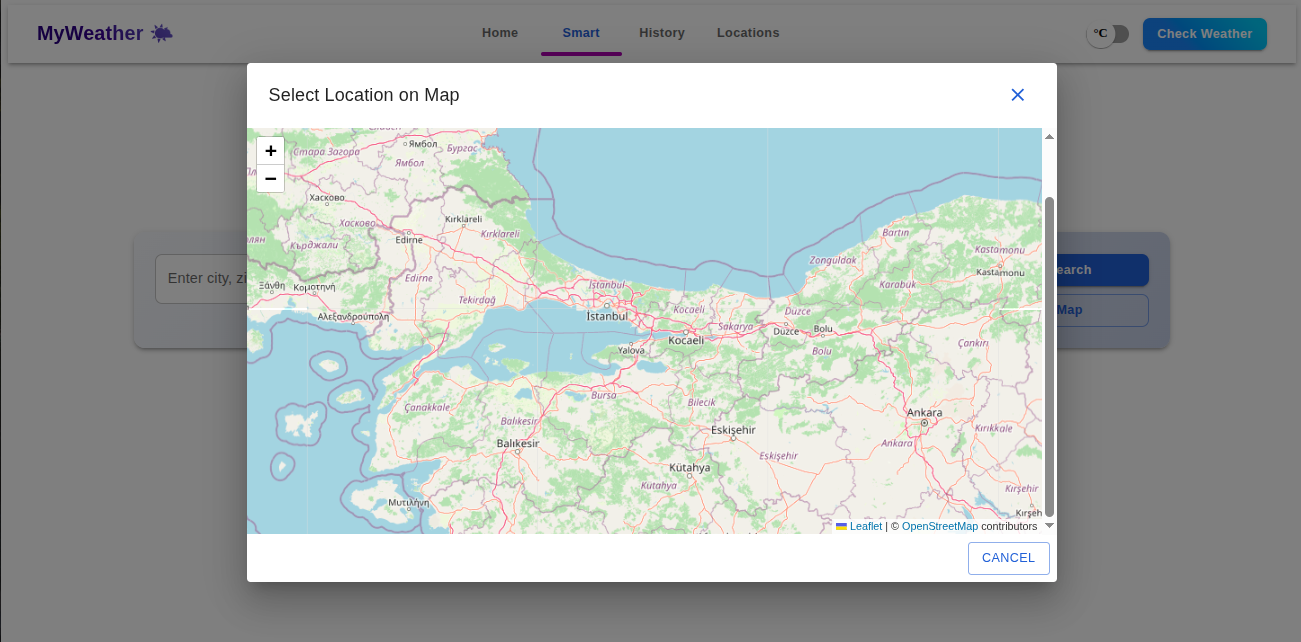 MyWeather
Home
Smart
History
Locations
°C
Check Weather
Select Location on Map
+
−
Enter city, zi
earch
Map
Стара Загора
Ямбол
Ямбол
Бургас
Хасково
Хасково
Кърджали
Kırklareli
Kırklareli
Edirne
Edirne
Ξάνθη
Κομοτηνή
Αλεξανδρούπολη
Tekirdağ
İstanbul
İstanbul
Kocaeli
Kocaeli
Sakarya
Yalova
Zonguldak
Bartın
Karabük
Kastamonu
Kastamonu
Düzce
Düzce
Bolu
Bolu
Çankırı
Çanakkale
Bursa
Bilecik
Balıkesir
Balıkesir
Eskişehir
Eskişehir
Ankara
Ankara
Kırıkkale
Kütahya
Kütahya
Kırşehir
Kırşeh
Μυτιλήνη
Leaflet | © OpenStreetMap contributors
CANCEL